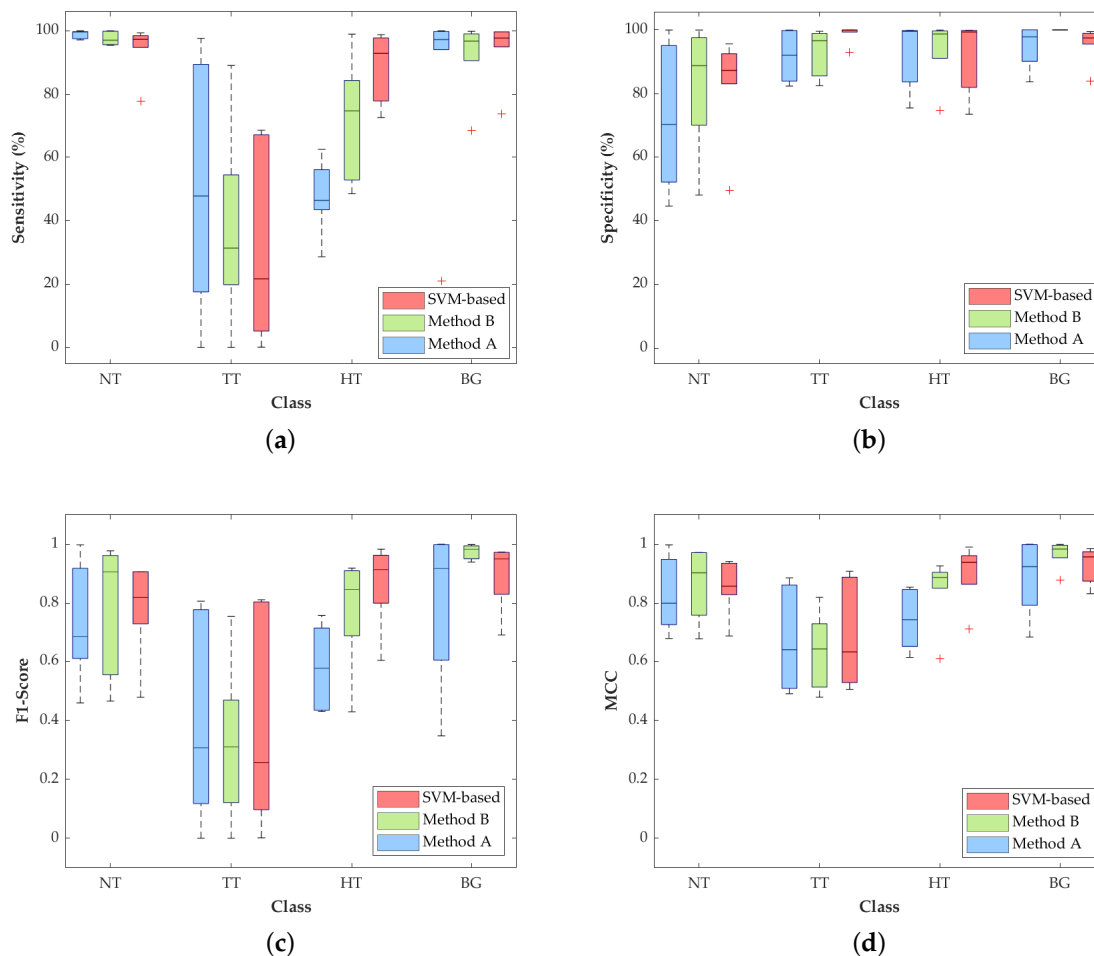 100
80
60
40
20
0
Sensitivity (%)
SVM-based
Method B
Method A
NT TT HT BG
Class
(a)
100
80
60
40
20
0
Specificity (%)
SVM-based
Method B
Method A
NT TT HT BG
Class
(b)
1
0.8
0.6
0.4
0.2
0
F1-Score
SVM-based
Method B
Method A
NT TT HT BG
Class
(c)
1
0.8
0.6
0.4
0.2
0
MCC
SVM-based
Method B
Method A
NT TT HT BG
Class
(d)